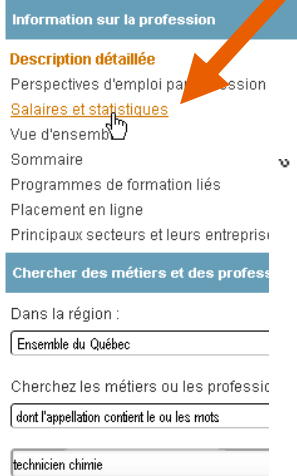 Information sur la profession
Description détaillée
Perspectives d'emploi par
Salaires et statistiques
Vue d'ensemble
Sommaire
Programmes de formation liés
Placement en ligne
Principaux secteurs et leurs entreprise
Chercher des métiers et des profess
Dans la région :
Ensemble du Québec
Cherchez les métiers ou les professio
dont l'appellation contient le ou les mots
technicien chimie